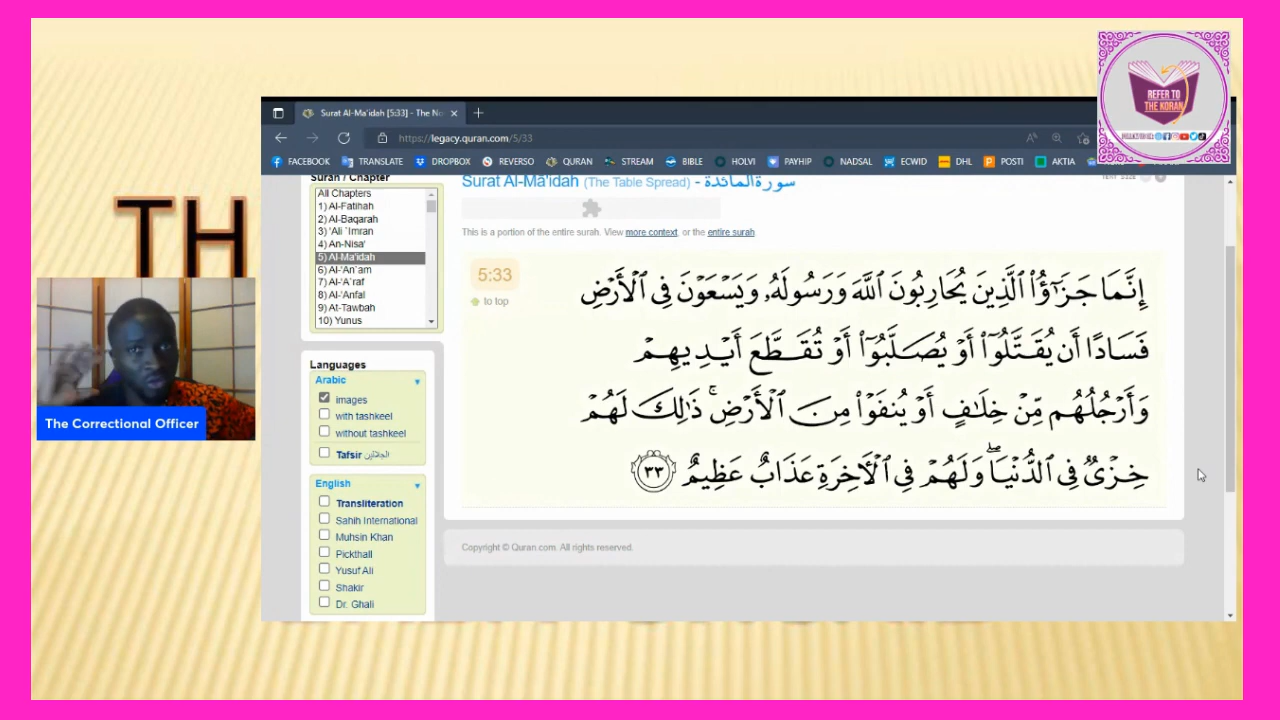 REFER TO
THE KORAN
TH
Surat Al-Ma'idah [5:33] - The No
https://legacy.quran.com/5/33
FACEBOOK TRANSLATE DROPBOX REVERSO QURAN STREAM BIBLE HOLVI PAYHIP NADSAL ECWID DHL POSTI AKTIA
Surah / Chapter
All Chapters
1) Al-Fatihah
2) Al-Baqarah
3) 'Ali `Imran
4) An-Nisa'
5) Al-Ma'idah
6) Al-'An`am
7) Al-'A`raf
8) Al-'Anfal
9) At-Tawbah
10) Yunus
Languages
Arabic
images
with tashkeel
without tashkeel
Tafsir الجلالين
English
Transliteration
Sahih International
Muhsin Khan
Pickthall
Yusuf Ali
Shakir
Dr. Ghali
Surat Al-Mā'idah (The Table Spread) - سورة المائدة
This is a portion of the entire surah. View more context, or the entire surah
5:33
to top
إِنَّمَا جَزَٰٓؤُا۟ ٱلَّذِينَ يُحَارِبُونَ ٱللَّهَ وَرَسُولَهُۥ وَيَسْعَوْنَ فِى ٱلْأَرْضِ
فَسَادًا أَن يُقَتَّلُوٓا۟ أَوْ يُصَلَّبُوٓا۟ أَوْ تُقَطَّعَ أَيْدِيهِمْ
وَأَرْجُلُهُم مِّنْ خِلَٰفٍ أَوْ يُنفَوْا۟ مِنَ ٱلْأَرْضِ ۚ ذَٰلِكَ لَهُمْ
خِزْىٌ فِى ٱلدُّنْيَا ۖ وَلَهُمْ فِى ٱلْءَاخِرَةِ عَذَابٌ عَظِيمٌ ٣٣
Copyright © Quran.com. All rights reserved.
The Correctional Officer